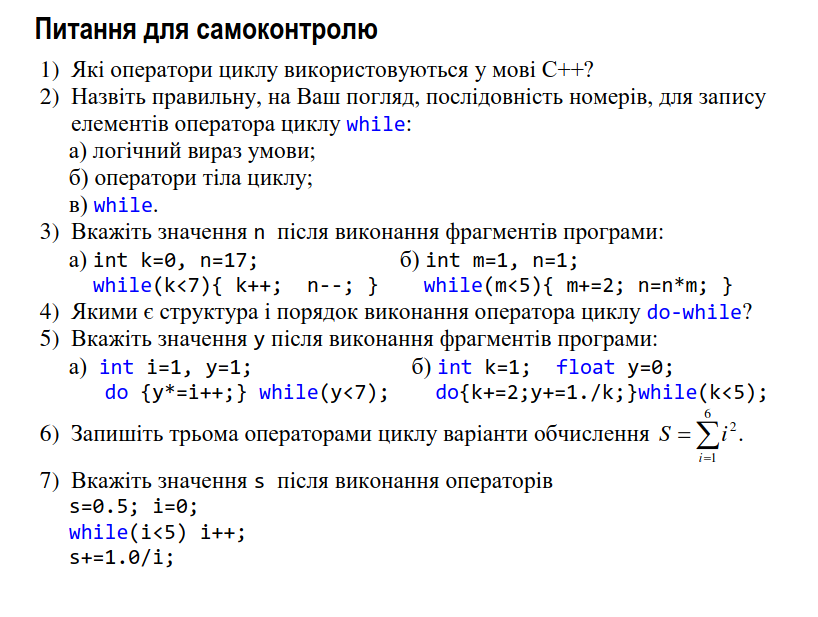 Питання для самоконтролю
1) Які оператори циклу використовуються у мові С++?
2) Назвіть правильну, на Ваш погляд, послідовність номерів, для запису
елементів оператора циклу while:
а) логічний вираз умови;
б) оператори тіла циклу;
в) while.
3) Вкажіть значення n після виконання фрагментів програми:
а) int k=0, n=17; б) int m=1, n=1;
while(k<7){ k++; n--; } while(m<5){ m+=2; n=n*m; }
4) Якими є структура і порядок виконання оператора циклу do-while?
5) Вкажіть значення y після виконання фрагментів програми:
а) int i=1, y=1; б) int k=1; float y=0;
do {y*=i++;} while(y<7); do{k+=2;y+=1./k;}while(k<5);
6) Запишіть трьома операторами циклу варіанти обчислення S = ∑_{i=1}^{6} i².
7) Вкажіть значення s після виконання операторів
s=0.5; i=0;
while(i<5) i++;
s+=1.0/i;